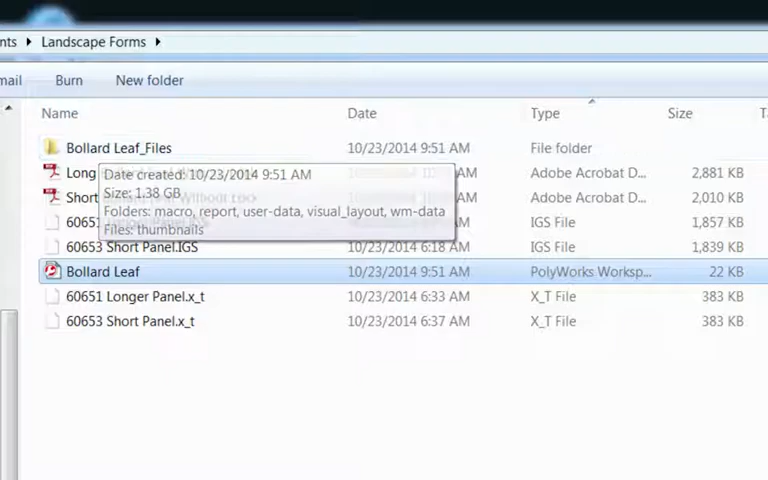 nts ▸ Landscape Forms ▸
mail Burn New folder
Name Date Type Size
Bollard Leaf_Files 10/23/2014 9:51 AM File folder
Long Adobe Acrobat D... 2,881 KB
Date created: 10/23/2014 9:51 AM
Size: 1.38 GB
Short Without Lock Adobe Acrobat D... 2,010 KB
Folders: macro, report, user-data, visual_layout, wm-data
6065 IGS File 1,857 KB
Files: thumbnails
60653 Short Panel.IGS 10/23/2014 6:18 AM IGS File 1,839 KB
Bollard Leaf 10/23/2014 9:51 AM PolyWorks Worksp... 22 KB
60651 Longer Panel.x_t 10/23/2014 6:33 AM X_T File 383 KB
60653 Short Panel.x_t 10/23/2014 6:37 AM X_T File 383 KB